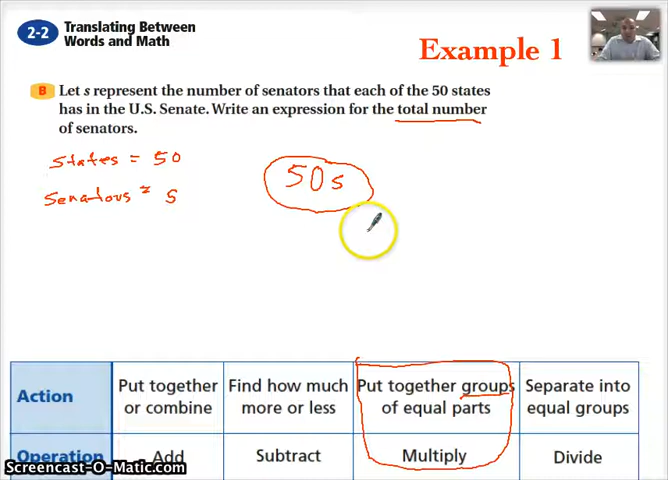 2-2 Translating Between
Words and Math
Example 1
B Let s represent the number of senators that each of the 50 states
has in the U.S. Senate. Write an expression for the total number
of senators.
States = 50
Senators = S
50s
Action Put together Find how much Put together groups Separate into
or combine more or less of equal parts equal groups
Operation Add Subtract Multiply Divide
Screencast-O-Matic.com